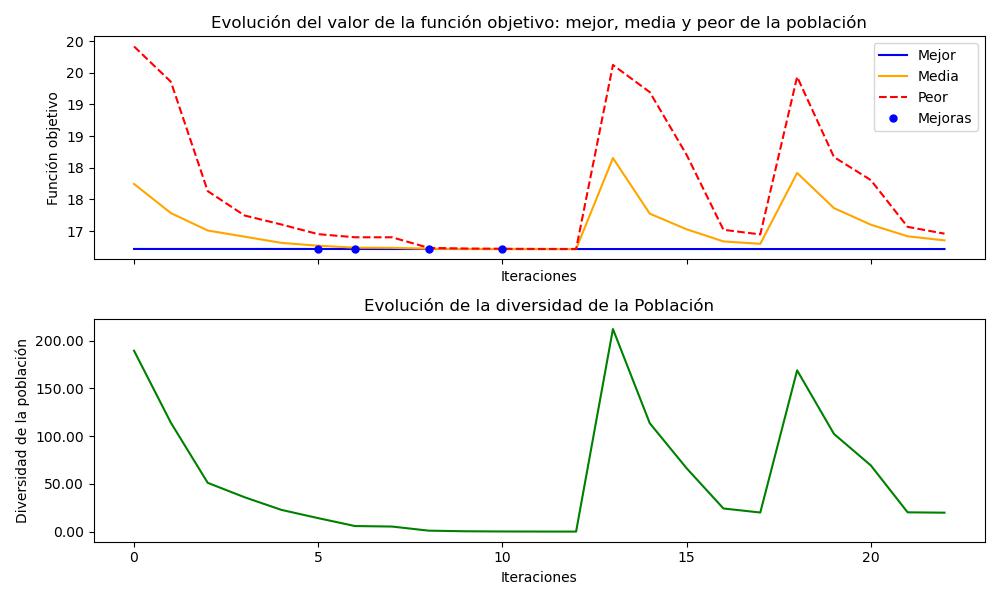 Evolución del valor de la función objetivo: mejor, media y peor de la población
20
20
19
19
18
18
17
Función objetivo
Mejor
Media
Peor
Mejoras
Iteraciones
Evolución de la diversidad de la Población
200.00
150.00
100.00
50.00
0.00
Diversidad de la población
0 5 10 15 20
Iteraciones